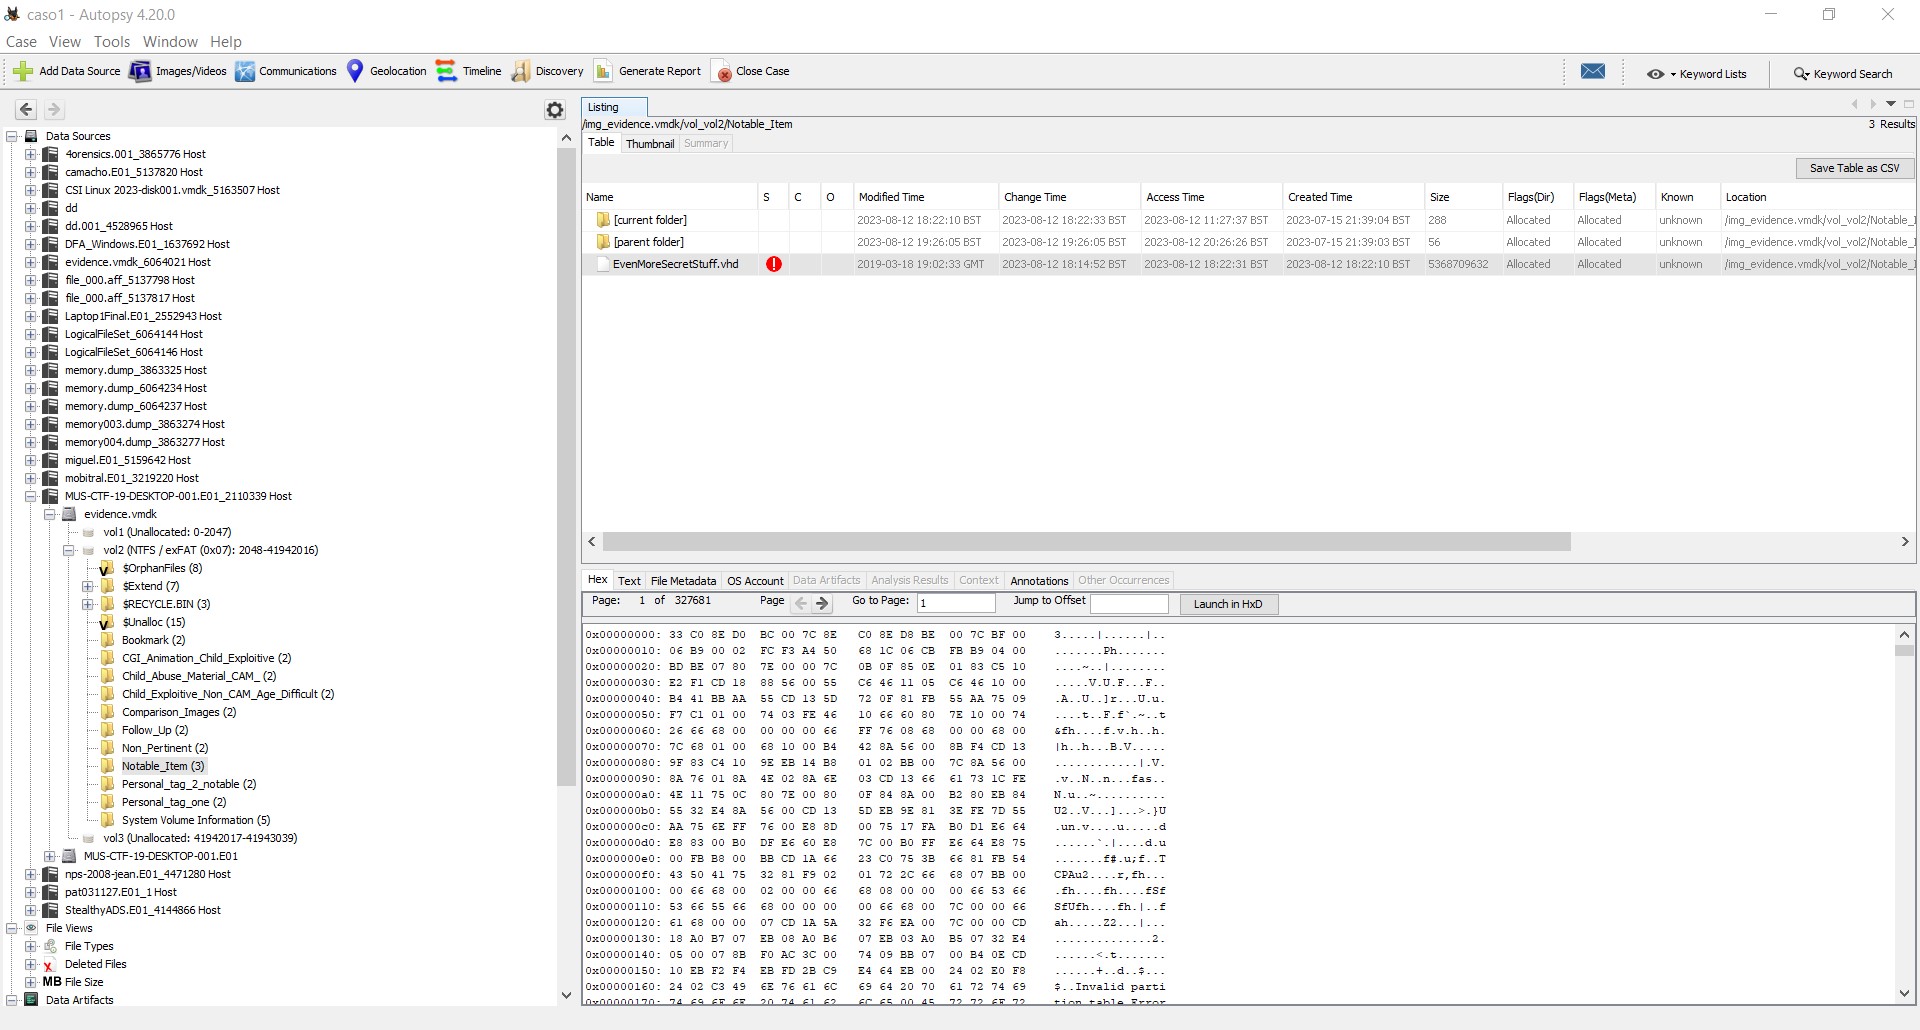 caso1 - Autopsy 4.20.0
Case View Tools Window Help
Add Data Source Images/Videos Communications Geolocation Timeline Discovery Generate Report Close Case Keyword Lists Keyword Search
Data Sources
4orensics.001_3865776 Host
camacho.E01_5137820 Host
CSI Linux 2023-disk001.vmdk_5163507 Host
dd
dd.001_4528965 Host
DFA_Windows.E01_1637692 Host
evidence.vmdk_6064021 Host
file_000.aff_5137798 Host
file_000.aff_5137817 Host
Laptop1Final.E01_2552943 Host
LogicalFileSet_6064144 Host
LogicalFileSet_6064146 Host
memory.dump_3863325 Host
memory.dump_6064234 Host
memory.dump_6064237 Host
memory003.dump_3863274 Host
memory004.dump_3863277 Host
miguel.E01_5159642 Host
mobitral.E01_3219220 Host
MUS-CTF-19-DESKTOP-001.E01_2110339 Host
evidence.vmdk
vol1 (Unallocated: 0-2047)
vol2 (NTFS / exFAT (0x07): 2048-41942016)
$OrphanFiles (8)
$Extend (7)
$RECYCLE.BIN (3)
$Unalloc (15)
Bookmark (2)
CGI_Animation_Child_Exploitive (2)
Child_Abuse_Material_CAM_ (2)
Child_Exploitive_Non_CAM_Age_Difficult (2)
Comparison_Images (2)
Follow_Up (2)
Non_Pertinent (2)
Notable_Item (3)
Personal_tag_2_notable (2)
Personal_tag_one (2)
System Volume Information (5)
vol3 (Unallocated: 41942017-41943039)
MUS-CTF-19-DESKTOP-001.E01
nps-2008-jean.E01_4471280 Host
pat031127.E01_1 Host
StealthyADS.E01_4144866 Host
File Views
File Types
Deleted Files
MB File Size
Data Artifacts
Listing
/img_evidence.vmdk/vol_vol2/Notable_Item 3 Results
Table Thumbnail Summary
Save Table as CSV
Name S C O Modified Time Change Time Access Time Created Time Size Flags(Dir) Flags(Meta) Known Location
[current folder] 2023-08-12 18:22:10 BST 2023-08-12 18:22:33 BST 2023-08-12 11:27:37 BST 2023-07-15 21:39:04 BST 288 Allocated Allocated unknown /img_evidence.vmdk/vol_vol2/Notable_I
[parent folder] 2023-08-12 19:26:05 BST 2023-08-12 19:26:05 BST 2023-08-12 20:26:26 BST 2023-07-15 21:39:03 BST 56 Allocated Allocated unknown /img_evidence.vmdk/vol_vol2/Notable_I
EvenMoreSecretStuff.vhd 2019-03-18 19:02:33 GMT 2023-08-12 18:14:52 BST 2023-08-12 18:22:31 BST 2023-08-12 18:22:10 BST 5368709632 Allocated Allocated unknown /img_evidence.vmdk/vol_vol2/Notable_I
Hex Text File Metadata OS Account Data Artifacts Analysis Results Context Annotations Other Occurrences
Page: 1 of 327681 Page Go to Page: 1 Jump to Offset Launch in HxD
0x00000000: 33 C0 8E D0 BC 00 7C 8E C0 8E D8 BE 00 7C BF 00 3.....|......|..
0x00000010: 06 B9 00 02 FC F3 A4 50 68 1C 06 CB FB B9 04 00 .......Ph.......
0x00000020: BD BE 07 80 7E 00 00 7C 0B 0F 85 0E 01 83 C5 10 ....~..|........
0x00000030: E2 F1 CD 18 88 56 00 55 C6 46 11 05 C6 46 10 00 .....V.U.F...F..
0x00000040: B4 41 BB AA 55 CD 13 5D 72 0F 81 FB 55 AA 75 09 .A..U..]r...U.u.
0x00000050: F7 C1 01 00 74 03 FE 46 10 66 60 80 7E 10 00 74 ....t..F.f`.~..t
0x00000060: 26 66 68 00 00 00 00 66 FF 76 08 68 00 00 68 00 &fh....f.v.h..h.
0x00000070: 7C 68 01 00 68 10 00 B4 42 8A 56 00 8B F4 CD 13 |h..h...B.V.....
0x00000080: 9F 83 C4 10 9E EB 14 B8 01 02 BB 00 7C 8A 56 00 ............|.V.
0x00000090: 8A 76 01 8A 4E 02 8A 6E 03 CD 13 66 61 73 1C FE .v..N..n...fas..
0x000000a0: 4E 11 75 0C 80 7E 00 80 0F 84 8A 00 B2 80 EB 84 N.u..~..........
0x000000b0: 55 32 E4 8A 56 00 CD 13 5D EB 9E 81 3E FE 7D 55 U2..V...]...>.}U
0x000000c0: AA 75 6E FF 76 00 E8 8D 00 75 17 FA B0 D1 E6 64 .un.v....u.....d
0x000000d0: E8 83 00 B0 DF E6 60 E8 7C 00 B0 FF E6 64 E8 75 ......`.|....d.u
0x000000e0: 00 FB B8 00 BB CD 1A 66 23 C0 75 3B 66 81 FB 54 .......f#.u;f..T
0x000000f0: 43 50 41 75 32 81 F9 02 01 72 2C 66 68 07 BB 00 CPAu2....r,fh...
0x00000100: 00 66 68 00 02 00 00 66 68 08 00 00 00 66 53 66 .fh....fh....fSf
0x00000110: 53 66 55 66 68 00 00 00 00 66 68 00 7C 00 00 66 SfUfh....fh.|..f
0x00000120: 61 68 00 00 07 CD 1A 5A 32 F6 EA 00 7C 00 00 CD ah.....Z2...|...
0x00000130: 18 A0 B7 07 EB 08 A0 B6 07 EB 03 A0 B5 07 32 E4 ..............2.
0x00000140: 05 00 07 8B F0 AC 3C 00 74 09 BB 07 00 B4 0E CD ......<.t.......
0x00000150: 10 EB F2 F4 EB FD 2B C9 E4 64 EB 00 24 02 E0 F8 ......+..d..$...
0x00000160: 24 02 C3 49 6E 76 61 6C 69 64 20 70 61 72 74 69 $..Invalid parti
0x00000170: 74 69 6F 6E 20 74 61 62 6C 65 00 45 72 72 6F 72 tion table.Error